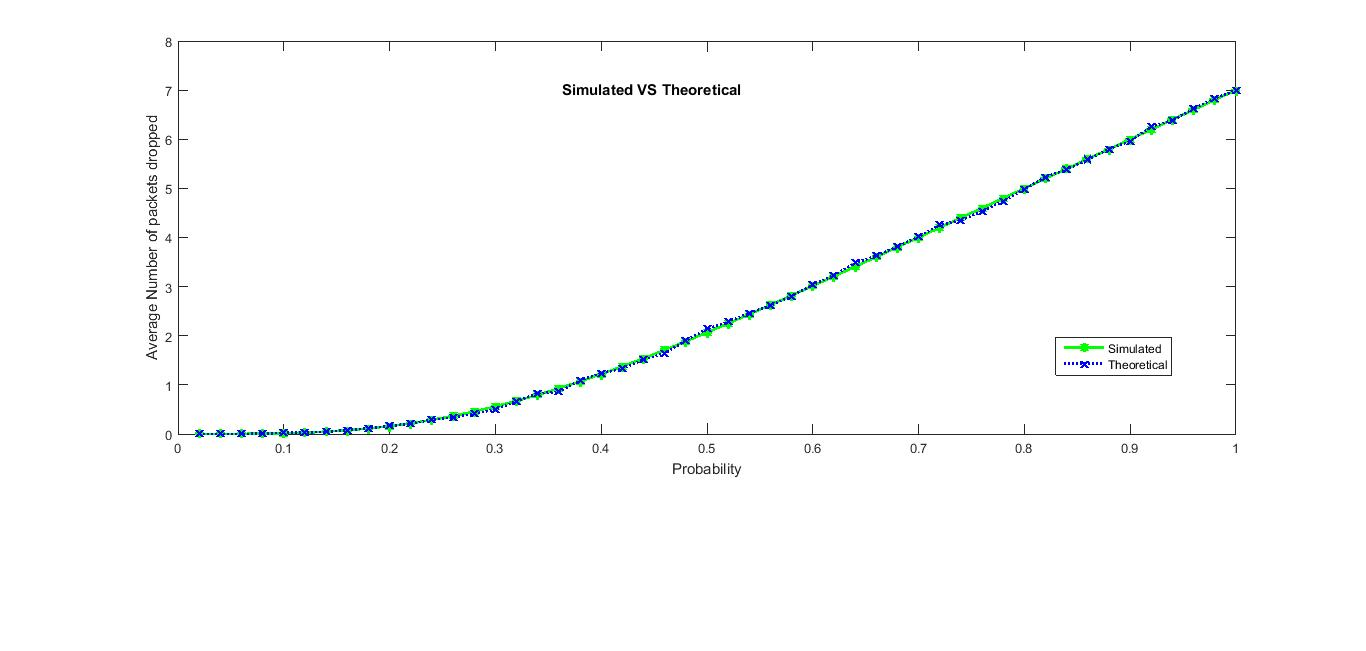 Simulated VS Theoretical
8
7
6
5
4
3
2
1
0
Average Number of packets dropped
Simulated
Theoretical
0 0.1 0.2 0.3 0.4 0.5 0.6 0.7 0.8 0.9 1
Probability